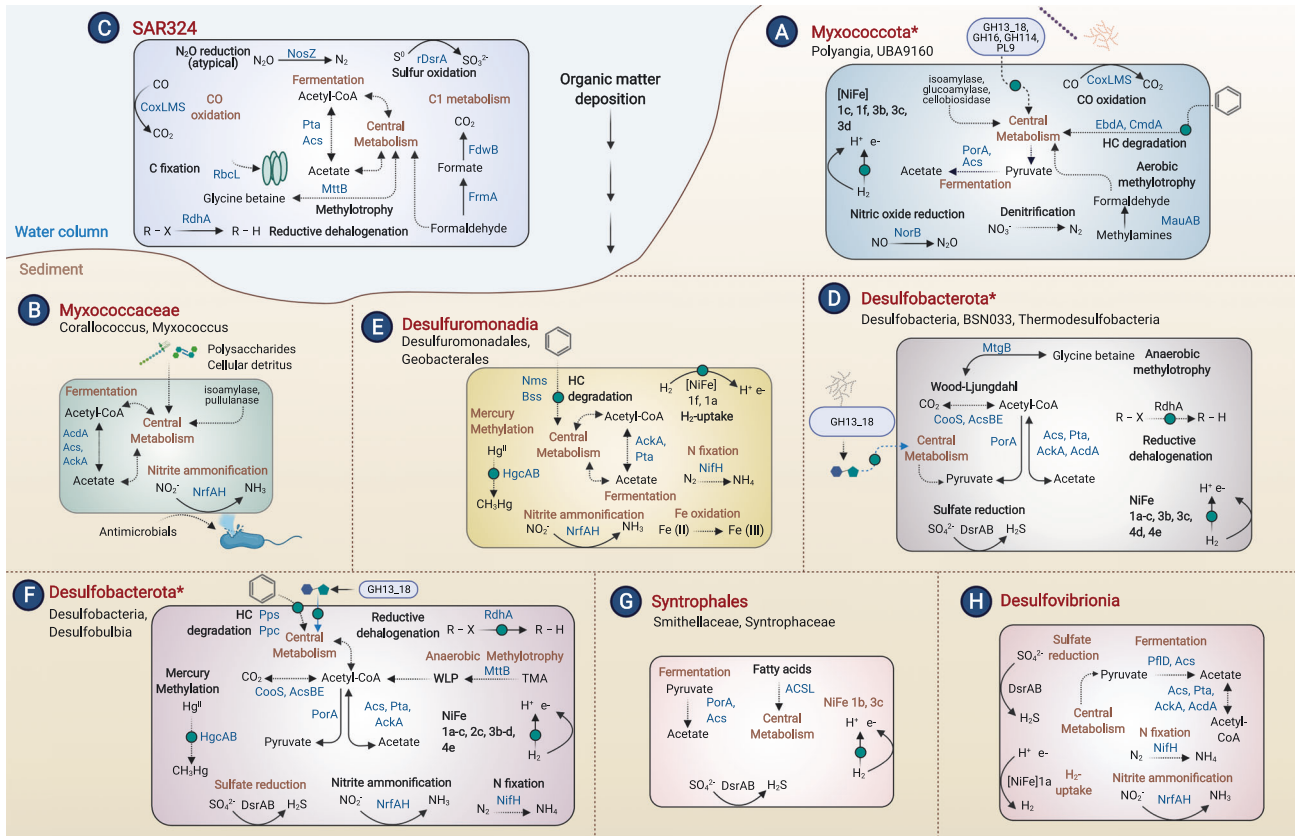 C
SAR324
N₂O reduction
(atypical)
N₂O
NosZ
N₂
S⁰
rDsrA
SO₃²⁻
Sulfur oxidation
CO
CoxLMS
CO₂
CO
oxidation
Fermentation
Acetyl-CoA
Pta
Acs
Acetate
Central
Metabolism
C1 metabolism
CO₂
FdwB
Formate
FrmA
Formaldehyde
C fixation
RbcL
Glycine betaine
MttB
Methylotrophy
RdhA
R – X
R – H
Reductive dehalogenation
Water column
Sediment
Organic matter
deposition
A
Myxococcota*
Polyangia, UBA9160
GH13_18,
GH16, GH114,
PL9
isoamylase,
glucoamylase,
cellobiosidase
CO
CoxLMS
CO₂
CO oxidation
[NiFe]
1c, 1f, 3b, 3c,
3d
H⁺ e-
H₂
Central
Metabolism
EbdA, CmdA
HC degradation
PorA,
Acs
Acetate
Pyruvate
Fermentation
Aerobic
methylotrophy
Formaldehyde
MauAB
Methylamines
Nitric oxide reduction
NorB
NO
N₂O
Denitrification
NO₃⁻
N₂
B
Myxococcaceae
Corallococcus, Myxococcus
Polysaccharides
Cellular detritus
Fermentation
Acetyl-CoA
AcdA
Acs,
AckA
Acetate
isoamylase,
pullulanase
Central
Metabolism
Nitrite ammonification
NO₂⁻
NrfAH
NH₃
Antimicrobials
E
Desulfuromonadia
Desulfuromonadales,
Geobacterales
Nms
Bss
HC
degradation
H₂
[NiFe]
1f, 1a
H⁺ e-
H₂-uptake
Mercury
Methylation
Hgᴵᴵ
HgcAB
CH₃Hg
Acetyl-CoA
Central
Metabolism
AckA,
Pta
Acetate
Fermentation
N fixation
NifH
N₂
NH₄
Nitrite ammonification
NO₂⁻
NrfAH
NH₃
Fe oxidation
Fe (II)
Fe (III)
D
Desulfobacterota*
Desulfobacteria, BSN033, Thermodesulfobacteria
GH13_18
MtgB
Glycine betaine
Anaerobic
methylotrophy
Wood-Ljungdahl
CO₂
Acetyl-CoA
CooS, AcsBE
Central
Metabolism
PorA
Acs, Pta,
AckA, AcdA
Pyruvate
Acetate
RdhA
R – X
R – H
Reductive
dehalogenation
Sulfate reduction
SO₄²⁻
DsrAB
H₂S
NiFe
1a-c, 3b, 3c,
4d, 4e
H⁺ e-
H₂
F
Desulfobacterota*
Desulfobacteria,
Desulfobulbia
GH13_18
HC
degradation
Pps
Ppc
Central
Metabolism
Reductive
dehalogenation
RdhA
R – X
R – H
Mercury
Methylation
Hgᴵᴵ
HgcAB
CH₃Hg
CO₂
Acetyl-CoA
CooS, AcsBE
WLP
Anaerobic Methylotrophy
MttB
TMA
PorA
Acs, Pta,
AckA
Pyruvate
Acetate
NiFe
1a-c, 2c, 3b-d,
4e
H⁺ e-
H₂
Sulfate reduction
SO₄²⁻
DsrAB
H₂S
Nitrite ammonification
NO₂⁻
NrfAH
NH₃
N fixation
NifH
N₂
NH₄
G
Syntrophales
Smithellaceae, Syntrophaceae
Fermentation
Pyruvate
PorA,
Acs
Acetate
Fatty acids
ACSL
Central
Metabolism
NiFe 1b, 3c
H⁺ e-
H₂
SO₄²⁻
DsrAB
H₂S
H
Desulfovibrionia
Sulfate
reduction
SO₄²⁻
DsrAB
H₂S
Fermentation
PflD, Acs
Pyruvate
Acetate
Acs, Pta,
AckA, AcdA
Acetyl-
CoA
Central
Metabolism
N fixation
NifH
N₂
NH₄
H⁺ e-
[NiFe]1a
H₂
H₂-
uptake
Nitrite ammonification
NO₂⁻
NrfAH
NH₃